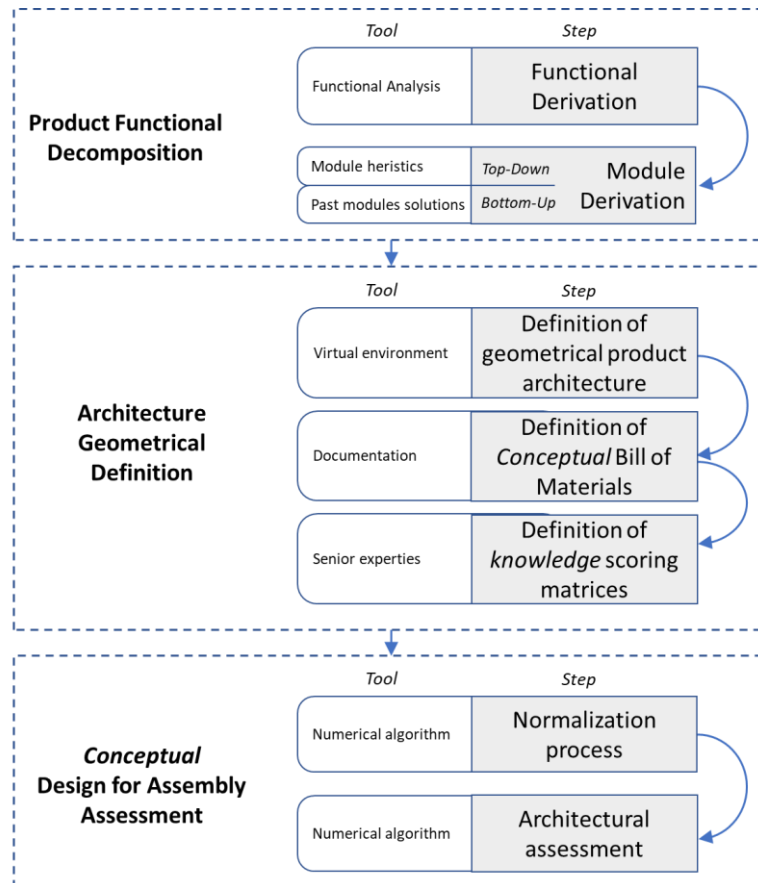 Tool
Step
Product Functional
Decomposition
Functional Analysis
Functional
Derivation
Module heristics
Top-Down
Past modules solutions
Bottom-Up
Module
Derivation
Tool
Step
Architecture
Geometrical
Definition
Virtual environment
Definition of
geometrical product
architecture
Documentation
Definition of
Conceptual Bill of
Materials
Senior experties
Definition of
knowledge scoring
matrices
Tool
Step
Conceptual
Design for Assembly
Assessment
Numerical algorithm
Normalization
process
Numerical algorithm
Architectural
assessment